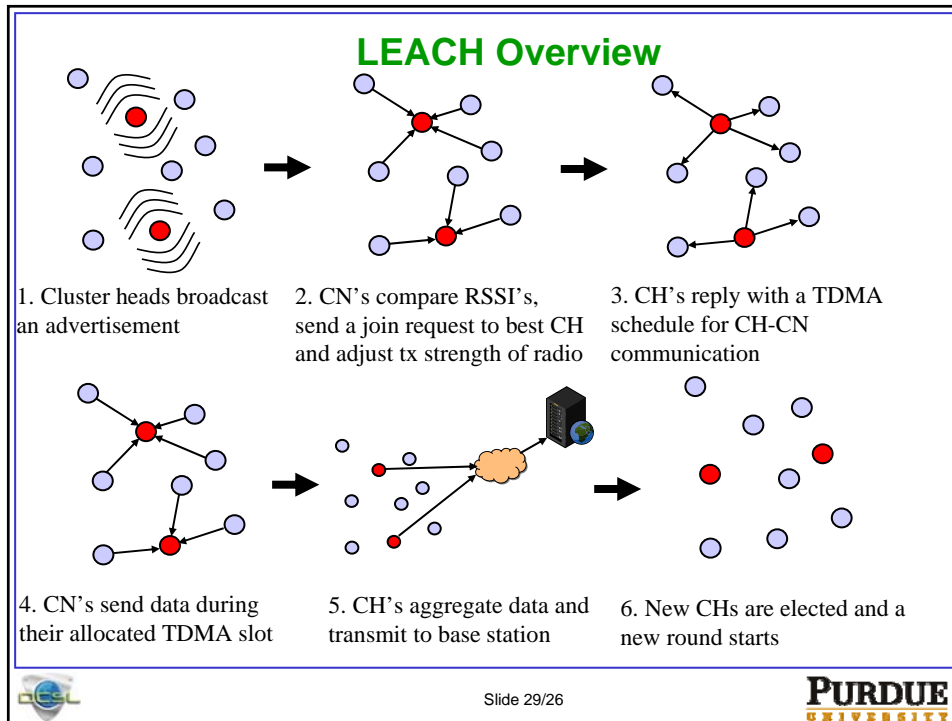 LEACH Overview
1. Cluster heads broadcast
an advertisement
2. CN's compare RSSI's,
send a join request to best CH
and adjust tx strength of radio
3. CH's reply with a TDMA
schedule for CH-CN
communication
4. CN's send data during
their allocated TDMA slot
5. CH's aggregate data and
transmit to base station
6. New CHs are elected and a
new round starts
Slide 29/26
PURDUE
UNIVERSITY